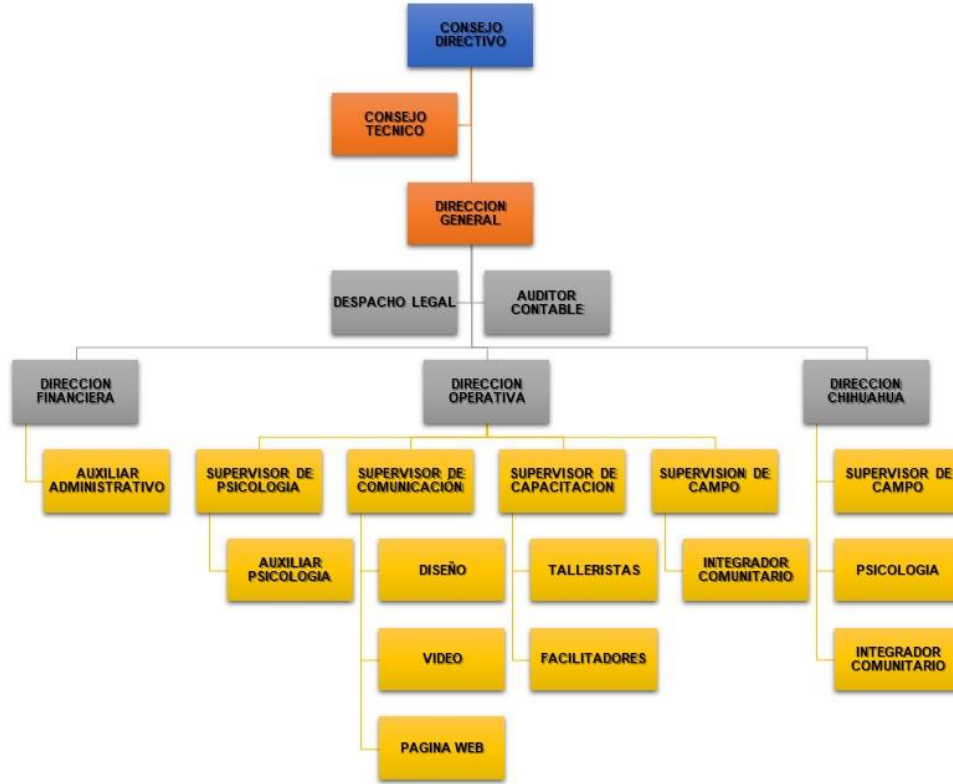 CONSEJO
DIRECTIVO
CONSEJO
TECNICO
DIRECCION
GENERAL
DESPACHO LEGAL
AUDITOR
CONTABLE
DIRECCION
FINANCIERA
DIRECCION
OPERATIVA
DIRECCION
CHIHUAHUA
AUXILIAR
ADMINISTRATIVO
SUPERVISOR DE
PSICOLOGIA
SUPERVISOR DE
COMUNICACIÓN
SUPERVISOR DE
CAPACITACION
SUPERVISION DE
CAMPO
SUPERVISOR DE
CAMPO
AUXILIAR
PSICOLOGIA
DISEÑO
TALLERISTAS
INTEGRADOR
COMUNITARIO
PSICOLOGIA
VIDEO
FACILITADORES
INTEGRADOR
COMUNITARIO
PAGINA WEB